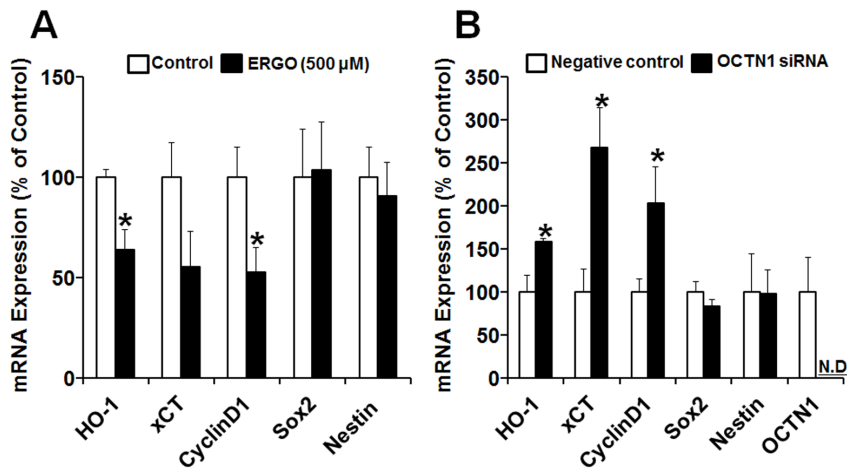 A
Control ERGO (500 µM)
mRNA Expression (% of Control)
150
100
50
0
*
*
HO-1
xCT
CyclinD1
Sox2
Nestin
B
Negative control OCTN1 siRNA
mRNA Expression (% of Control)
350
300
250
200
150
100
50
0
*
*
*
N.D
HO-1
xCT
CyclinD1
Sox2
Nestin
OCTN1